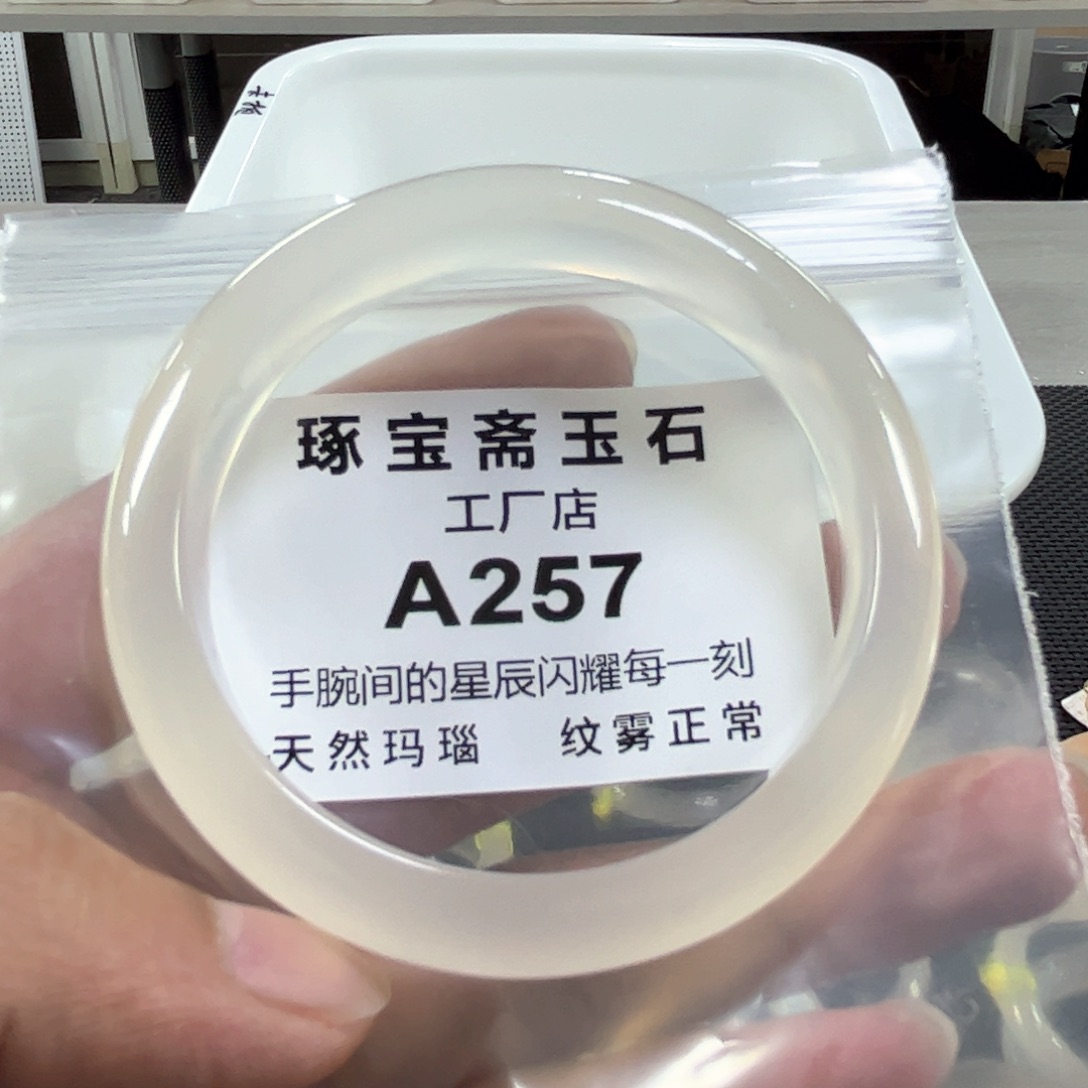 琢宝斋玉石
工厂店
A257
手腕间的星辰闪耀每一刻
天然玛瑙 纹雾正常